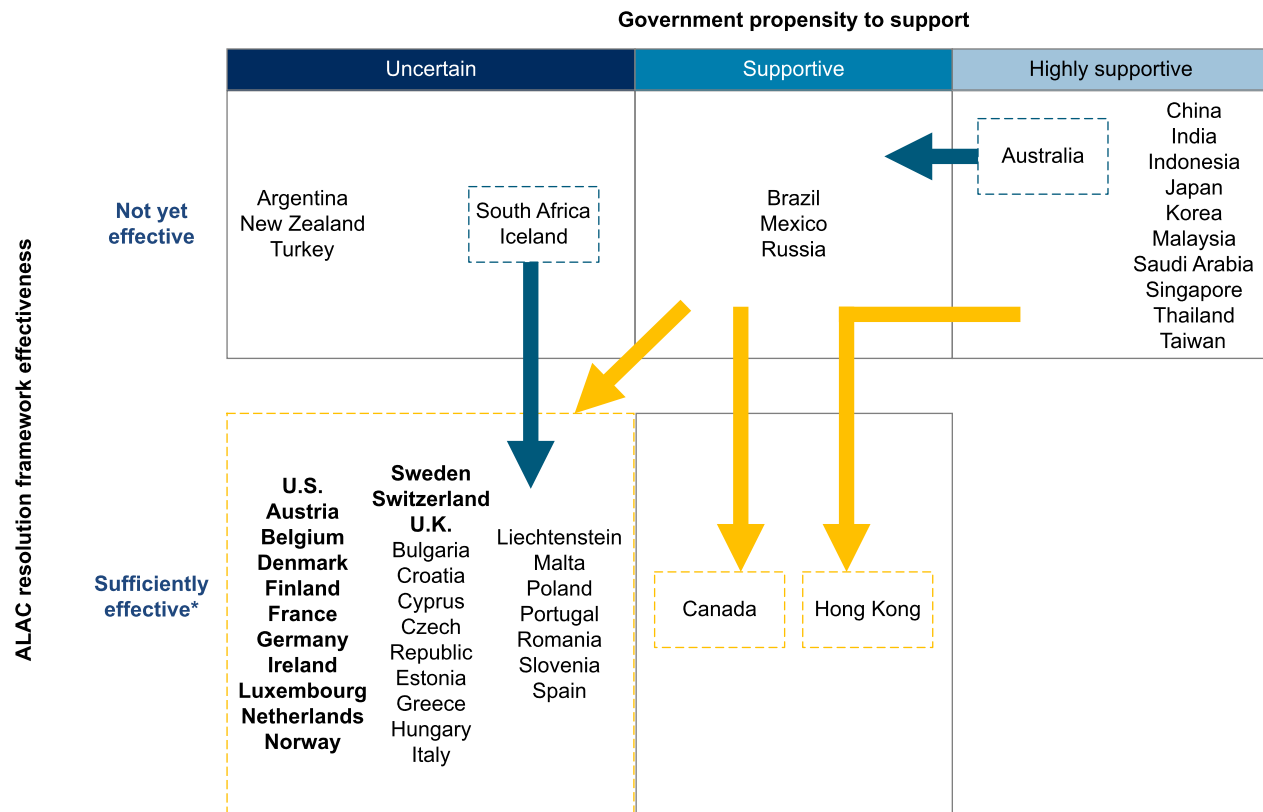 Government propensity to support
Uncertain
Supportive
Highly supportive
ALAC resolution framework effectiveness
Not yet
effective
Argentina
New Zealand
Turkey
South Africa
Iceland
Brazil
Mexico
Russia
Australia
China
India
Indonesia
Japan
Korea
Malaysia
Saudi Arabia
Singapore
Thailand
Taiwan
Sufficiently
effective*
U.S.
Austria
Belgium
Denmark
Finland
France
Germany
Ireland
Luxembourg
Netherlands
Norway
Sweden
Switzerland
U.K.
Bulgaria
Croatia
Cyprus
Czech
Republic
Estonia
Greece
Hungary
Italy
Liechtenstein
Malta
Poland
Portugal
Romania
Slovenia
Spain
Canada
Hong Kong